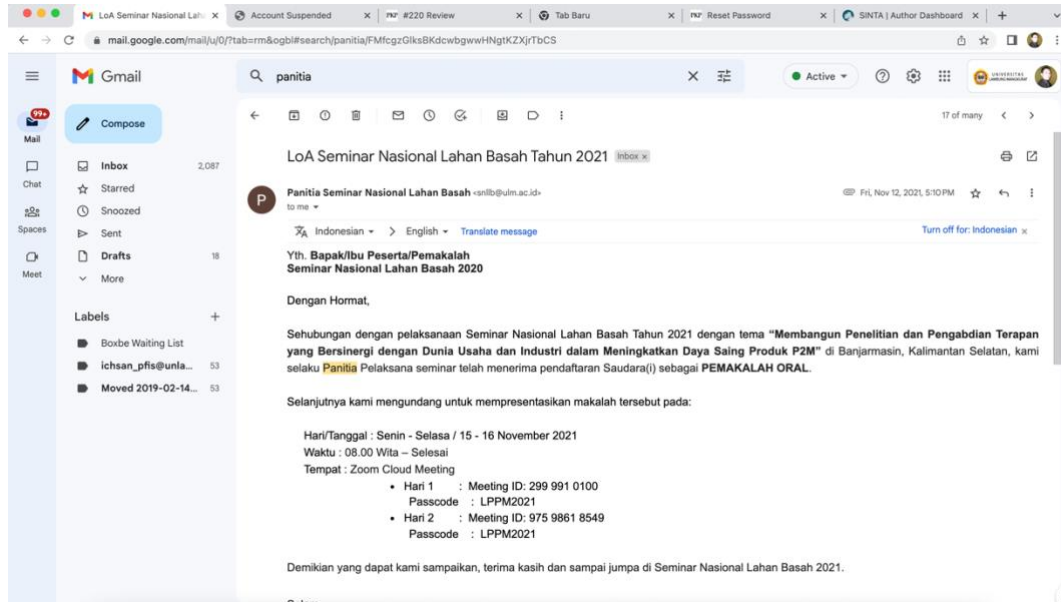 LoA Seminar Nasional Lah
Account Suspended
#220 Review
Tab Baru
Reset Password
SINTA | Author Dashboard
mail.google.com/mail/u/0/?tab=rm&ogbl#search/panitia/FMfcgzGlksBKdcwbgwwHNgtKZXjrTbCS
Gmail
panitia
Active
UNIVERSITAS
99+
Mail
Chat
Spaces
Meet
Compose
Inbox 2,087
Starred
Snoozed
Sent
Drafts 18
More
Labels
Boxbe Waiting List
ichsan_pfis@unla... 53
Moved 2019-02-14... 53
17 of many
LoA Seminar Nasional Lahan Basah Tahun 2021 Inbox x
P
Panitia Seminar Nasional Lahan Basah <snllb@ulm.ac.id> Fri, Nov 12, 2021, 5:10 PM
to me
Indonesian > English Translate message Turn off for: Indonesian x
Yth. Bapak/Ibu Peserta/Pemakalah
Seminar Nasional Lahan Basah 2020
Dengan Hormat,
Sehubungan dengan pelaksanaan Seminar Nasional Lahan Basah Tahun 2021 dengan tema “Membangun Penelitian dan Pengabdian Terapan
yang Bersinergi dengan Dunia Usaha dan Industri dalam Meningkatkan Daya Saing Produk P2M” di Banjarmasin, Kalimantan Selatan, kami
selaku Panitia Pelaksana seminar telah menerima pendaftaran Saudara(i) sebagai PEMAKALAH ORAL.
Selanjutnya kami mengundang untuk mempresentasikan makalah tersebut pada:
Hari/Tanggal : Senin - Selasa / 15 - 16 November 2021
Waktu : 08.00 Wita – Selesai
Tempat : Zoom Cloud Meeting
• Hari 1 : Meeting ID: 299 991 0100
Passcode : LPPM2021
• Hari 2 : Meeting ID: 975 9861 8549
Passcode : LPPM2021
Demikian yang dapat kami sampaikan, terima kasih dan sampai jumpa di Seminar Nasional Lahan Basah 2021.